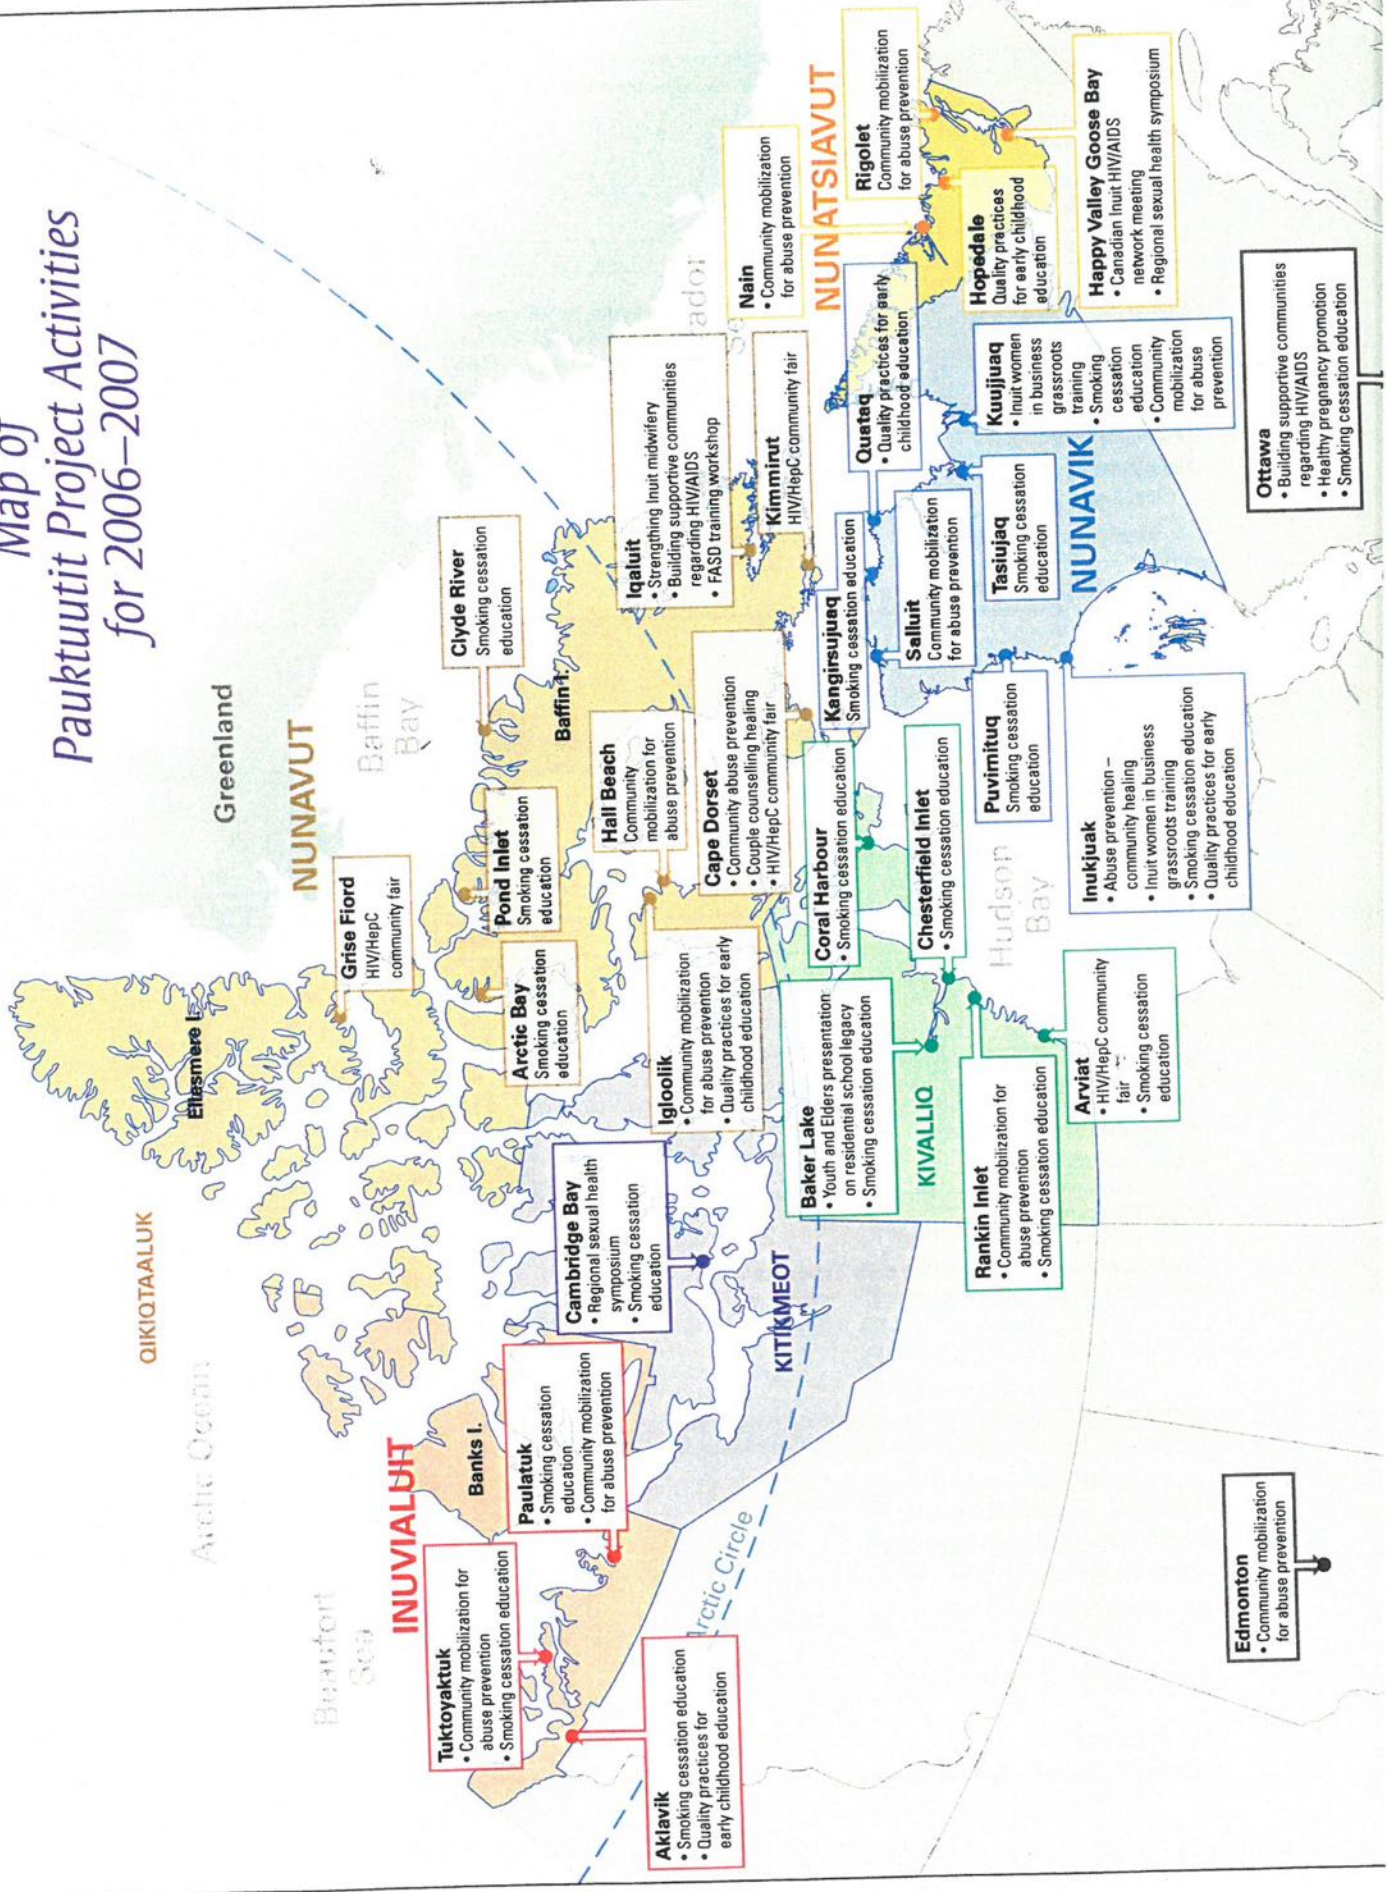 Map of
Pauktuutit Project Activities
for 2006–2007
Greenland
QIKIQTAALUK
NUNAVUT
Baffin
Bay
Arctic Ocean
Beaufort
Sea
Ellesmere I.
Grise Fiord
HIV/HepC
community fair
Clyde River
Smoking cessation
education
Pond Inlet
Smoking cessation
education
Arctic Bay
Smoking cessation
education
Baffin I.
INUVIALUIT
Banks I.
Tuktoyaktuk
• Community mobilization for
abuse prevention
• Smoking cessation education
Paulatuk
• Smoking cessation
education
• Community mobilization
for abuse prevention
Aklavik
• Smoking cessation education
• Quality practices for
early childhood education
Arctic Circle
Cambridge Bay
• Regional sexual health
symposium
• Smoking cessation
education
KITIKMEOT
Igloolik
• Community mobilization
for abuse prevention
• Quality practices for early
childhood education
Hall Beach
Community
mobilization for
abuse prevention
Iqaluit
• Strengthing Inuit midwifery
• Building supportive communities
regarding HIV/AIDS
• FASD training workshop
Kimmirut
HIV/HepC community fair
Cape Dorset
• Community abuse prevention
• Couple counselling healing
• HIV/HepC community fair
Baker Lake
• Youth and Elders presentation
on residential school legacy
• Smoking cessation education
Coral Harbour
• Smoking cessation education
Chesterfield Inlet
• Smoking cessation education
KIVALLIQ
Rankin Inlet
• Community mobilization for
abuse prevention
• Smoking cessation education
Arviat
• HIV/HepC community
fair
• Smoking cessation
education
Hudson
Bay
Kangirsujuaq
Smoking cessation education
Salluit
Community mobilization
for abuse prevention
Quataq
• Quality practices for early
childhood education
Puvirnituq
Smoking cessation
education
Tasiujaq
Smoking cessation
education
Kuujjuaq
• Inuit women
in business
grassroots
training
• Smoking
cessation
education
• Community
mobilization
for abuse
prevention
NUNAVIK
Inukjuak
• Abuse prevention –
community healing
• Inuit women in business
grassroots training
• Smoking cessation education
• Quality practices for early
childhood education
ador
Se
Nain
• Community mobilization
for abuse prevention
NUNATSIAVUT
Rigolet
Community mobilization
for abuse prevention
Hopedale
Quality practices
for early childhood
education
Happy Valley Goose Bay
• Canadian Inuit HIV/AIDS
network meeting
• Regional sexual health symposium
Ottawa
• Building supportive communities
regarding HIV/AIDS
• Healthy pregnancy promotion
• Smoking cessation education
Edmonton
• Community mobilization
for abuse prevention